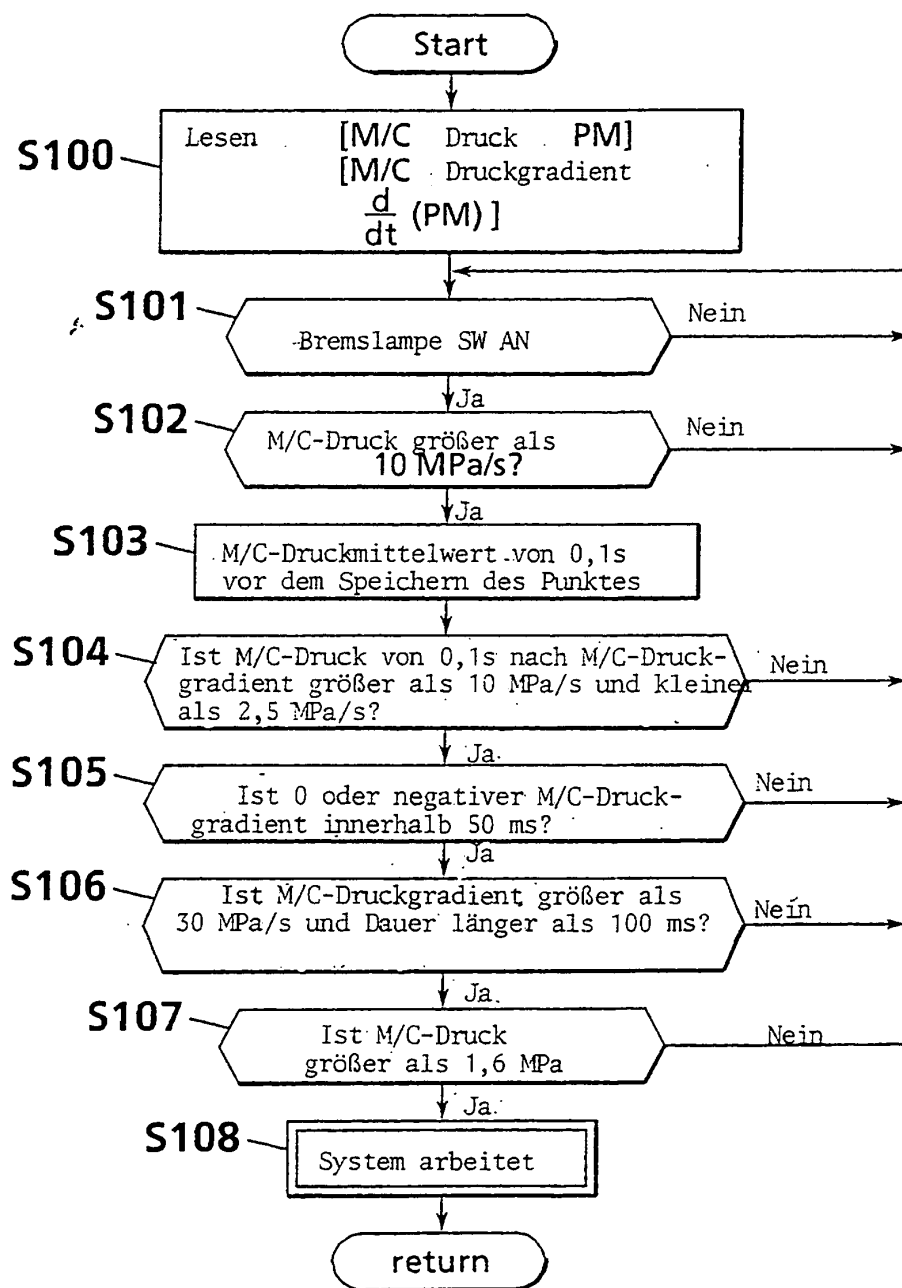 Start
S100
Lesen [M/C Druck PM]
[M/C Druckgradient
d
dt (PM) ]
S101
Bremslampe SW AN
Nein
Ja
S102
M/C-Druck größer als
10 MPa/s?
Nein
Ja
S103
M/C-Druckmittelwert von 0,1s
vor dem Speichern des Punktes
S104
Ist M/C-Druck von 0,1s nach M/C-Druck-
gradient größer als 10 MPa/s und kleiner
als 2,5 MPa/s?
Nein
Ja
S105
Ist 0 oder negativer M/C-Druck-
gradient innerhalb 50 ms?
Nein
Ja
S106
Ist M/C-Druckgradient größer als
30 MPa/s und Dauer länger als 100 ms?
Nein
Ja
S107
Ist M/C-Druck
größer als 1,6 MPa
Nein
Ja
S108
System arbeitet
return